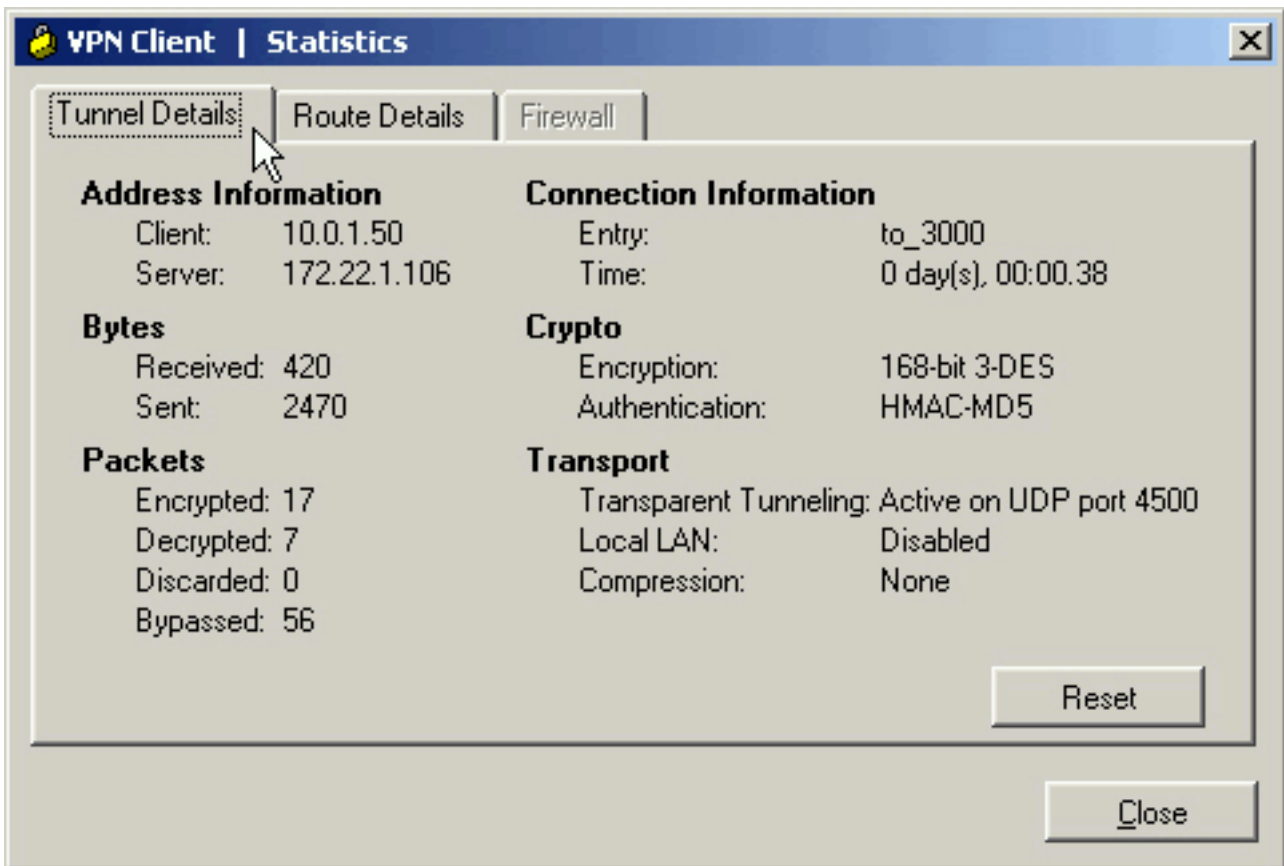 VPN Client | Statistics
Tunnel Details Route Details Firewall
Address Information
Client: 10.0.1.50
Server: 172.22.1.106
Connection Information
Entry: to_3000
Time: 0 day(s), 00:00.38
Bytes
Received: 420
Sent: 2470
Crypto
Encryption: 168-bit 3-DES
Authentication: HMAC-MD5
Packets
Encrypted: 17
Decrypted: 7
Discarded: 0
Bypassed: 56
Transport
Transparent Tunneling: Active on UDP port 4500
Local LAN: Disabled
Compression: None
Reset
Close